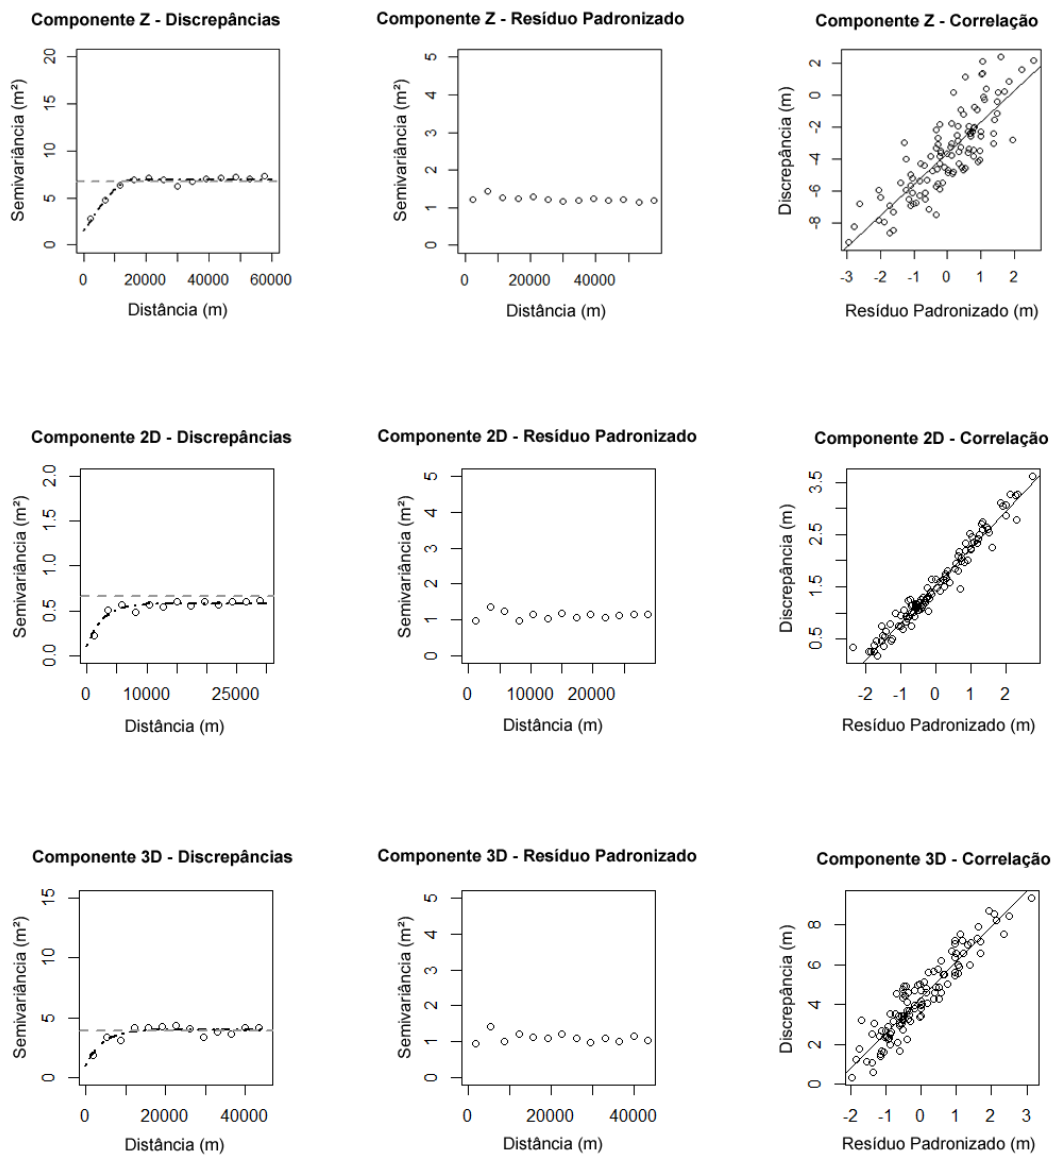 Componente Z - Discrepâncias
Semivariância (m²)
20
15
10
5
0
0 20000 40000 60000
Distância (m)
Componente Z - Resíduo Padronizado
Semivariância (m²)
5
4
3
2
1
0
0 20000 40000
Distância (m)
Componente Z - Correlação
Discrepância (m)
2
0
-2
-4
-6
-8
-3 -2 -1 0 1 2
Resíduo Padronizado (m)
Componente 2D - Discrepâncias
Semivariância (m²)
2.0
1.5
1.0
0.5
0.0
0 10000 25000
Distância (m)
Componente 2D - Resíduo Padronizado
Semivariância (m²)
5
4
3
2
1
0
0 10000 20000
Distância (m)
Componente 2D - Correlação
Discrepância (m)
3.5
2.5
1.5
0.5
-2 -1 0 1 2
Resíduo Padronizado (m)
Componente 3D - Discrepâncias
Semivariância (m²)
15
10
5
0
0 20000 40000
Distância (m)
Componente 3D - Resíduo Padronizado
Semivariância (m²)
5
4
3
2
1
0
0 20000 40000
Distância (m)
Componente 3D - Correlação
Discrepância (m)
8
6
4
2
0
-2 -1 0 1 2 3
Resíduo Padronizado (m)